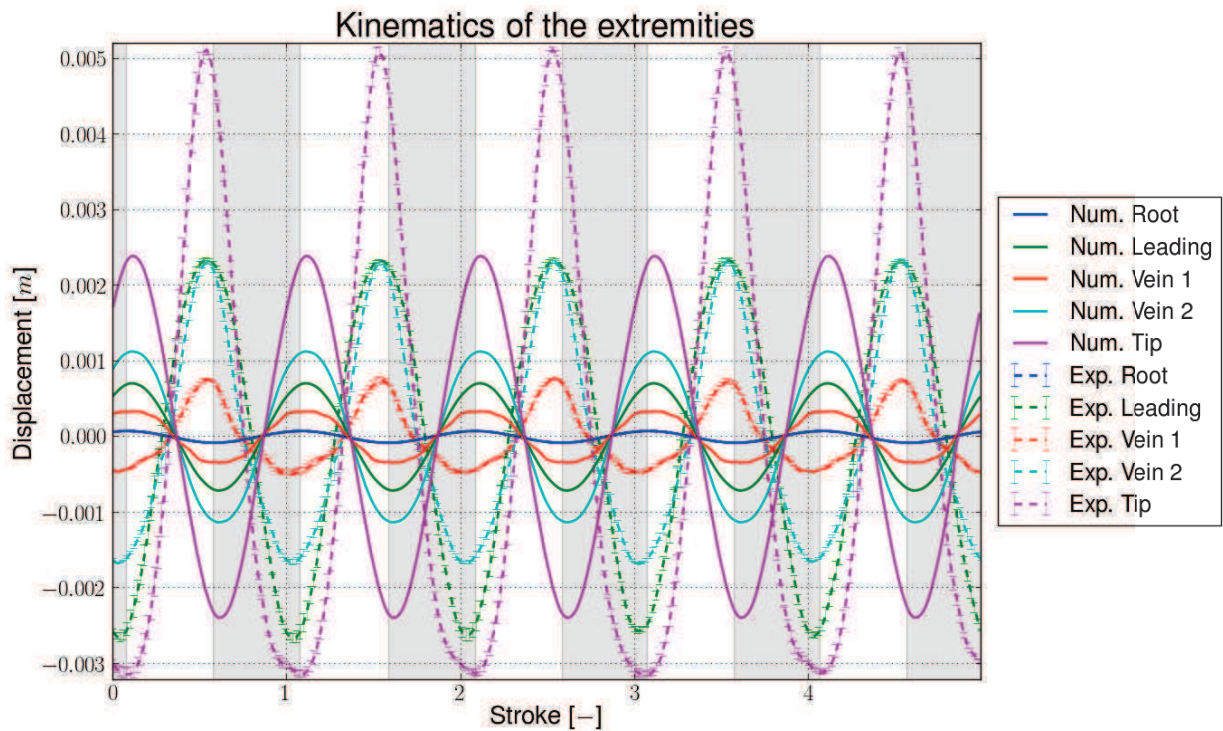 Kinematics of the extremities
0.005
0.004
0.003
0.002
0.001
0.000
−0.001
−0.002
−0.003
Displacement [m]
0 1 2 3 4
Stroke [−]
Num. Root
Num. Leading
Num. Vein 1
Num. Vein 2
Num. Tip
Exp. Root
Exp. Leading
Exp. Vein 1
Exp. Vein 2
Exp. Tip